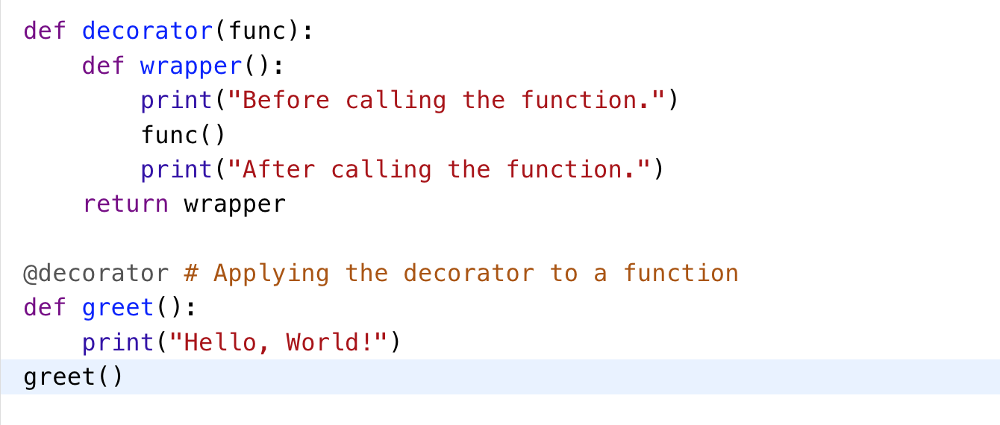 def decorator(func):
    def wrapper():
        print("Before calling the function.")
        func()
        print("After calling the function.")
    return wrapper

@decorator # Applying the decorator to a function
def greet():
    print("Hello, World!")
greet()